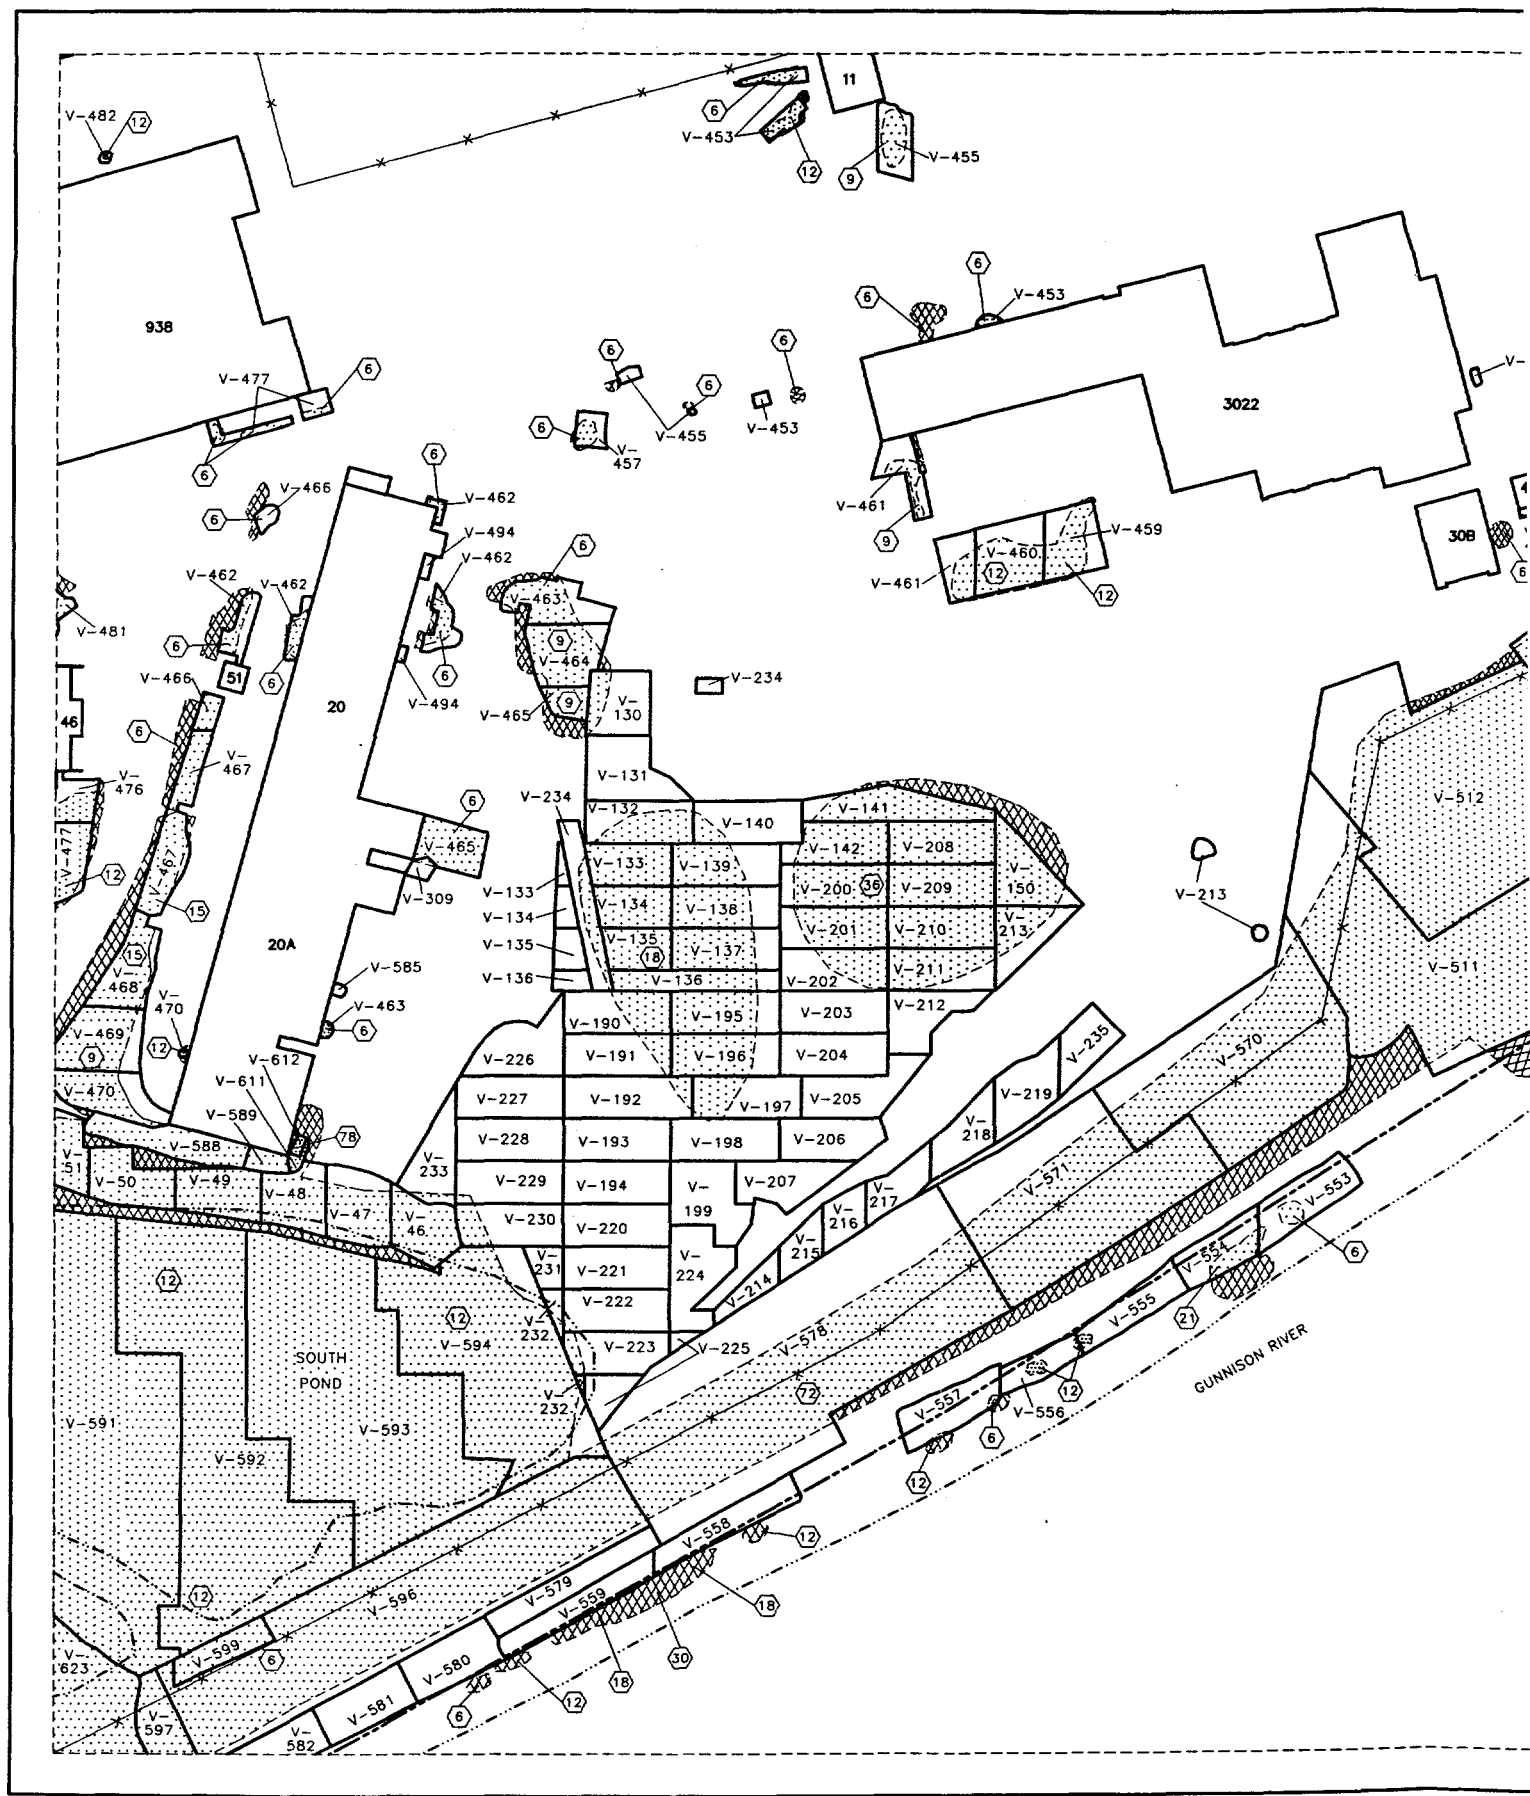 11
6
V-482
12
V-453
12
9
V-455
6
6
V-453
938
6
6
6
V-477
6
6
V-455
V-453
3022
V-
6
V-
457
6
6
V-462
V-466
6
V-461
9
V-494
V-462
6
V-459
V-460
12
V-461
12
30B
6
V-462
V-462
V-463
V-481
6
9
V-464
6
6
V-466
51
V-494
V-465
9
V-
130
V-234
46
20
6
V-
467
V-
476
V-131
V-234
V-132
V-140
V-141
V-512
6
V-465
V-477
V-467
12
V-309
15
V-133
V-133
V-139
V-142
V-208
V-200
36
V-209
V-
150
V-213
V-134
V-134
V-138
V-135
V-135
18
V-137
V-201
V-210
V-
213
20A
15
V-
468
V-585
V-136
V-136
V-202
V-211
V-511
V-
470
V-463
6
V-190
V-195
V-203
V-212
V-469
9
12
V-612
V-226
V-191
V-196
V-204
V-235
V-570
V-470
V-611
V-227
V-192
V-197
V-205
V-219
V-589
V-588
78
V-228
V-193
V-198
V-206
V-
218
V-
51
V-50
V-49
V-48
V-47
V-
46
V-
233
V-229
V-194
V-
199
V-207
V-
217
V-571
V-553
V-230
V-220
V-
216
V-
215
6
12
V-
231
V-221
V-
224
V-214
V-554
21
V-222
V-555
12
V-594
V-
232
V-223
V-225
V-578
GUNNISON RIVER
SOUTH
POND
V-
232
72
12
V-557
V-556
6
V-591
V-593
V-592
12
V-558
12
12
V-596
V-579
V-559
18
V-599
6
V-
623
30
18
V-580
V-581
12
6
V-
597
V-
582